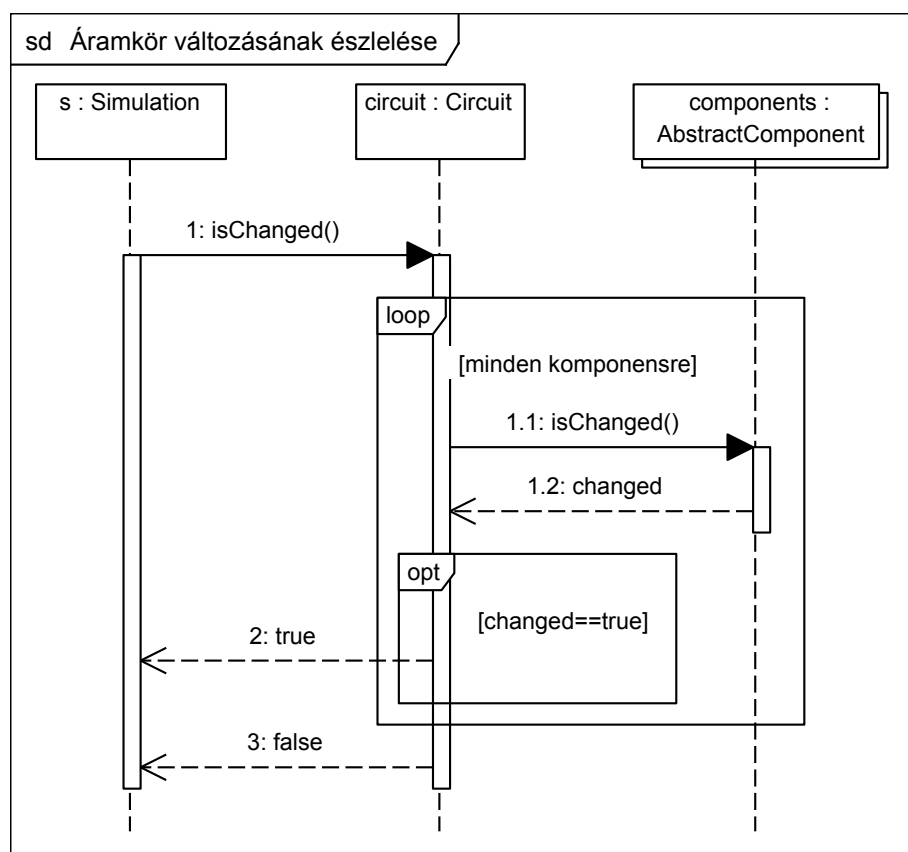 sd Áramkör változásának észlelése
s : Simulation
circuit : Circuit
components :
AbstractComponent
1: isChanged()
loop
[minden komponensre]
1.1: isChanged()
1.2: changed
opt
[changed==true]
2: true
3: false